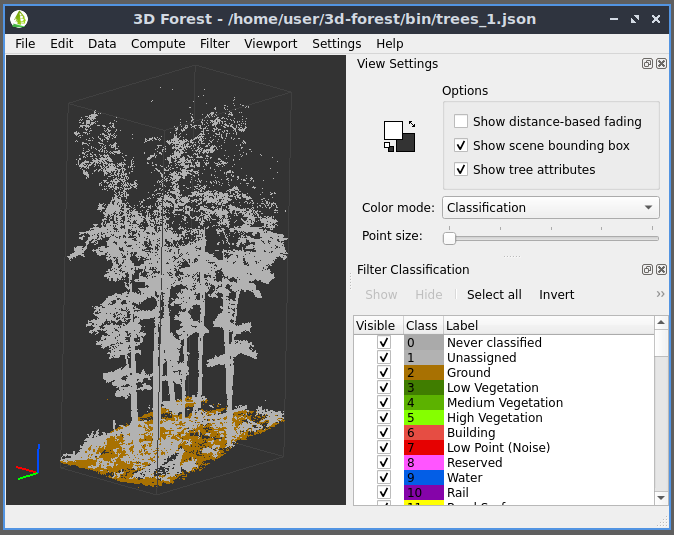 3D Forest - /home/user/3d-forest/bin/trees_1.json
File Edit Data Compute Filter Viewport Settings Help
View Settings
Options
Show distance-based fading
Show scene bounding box
Show tree attributes
Color mode: Classification
Point size:
Filter Classification
Show Hide Select all Invert »
Visible Class Label
0 Never classified
1 Unassigned
2 Ground
3 Low Vegetation
4 Medium Vegetation
5 High Vegetation
6 Building
7 Low Point (Noise)
8 Reserved
9 Water
10 Rail